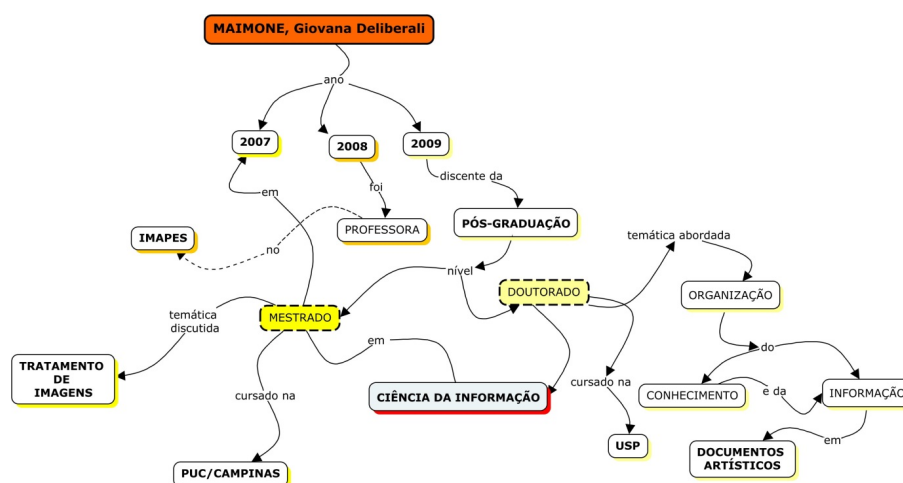 MAIMONE, Giovana Deliberali
ano
2007
2008
2009
em
foi
discente da
IMAPES
no
PROFESSORA
PÓS-GRADUAÇÃO
temática abordada
nível
MESTRADO
DOUTORADO
ORGANIZAÇÃO
temática
discutida
em
do
TRATAMENTO
DE
IMAGENS
cursado na
CIÊNCIA DA INFORMAÇÃO
cursado na
CONHECIMENTO
e da
INFORMAÇÃO
PUC/CAMPINAS
USP
em
DOCUMENTOS
ARTÍSTICOS